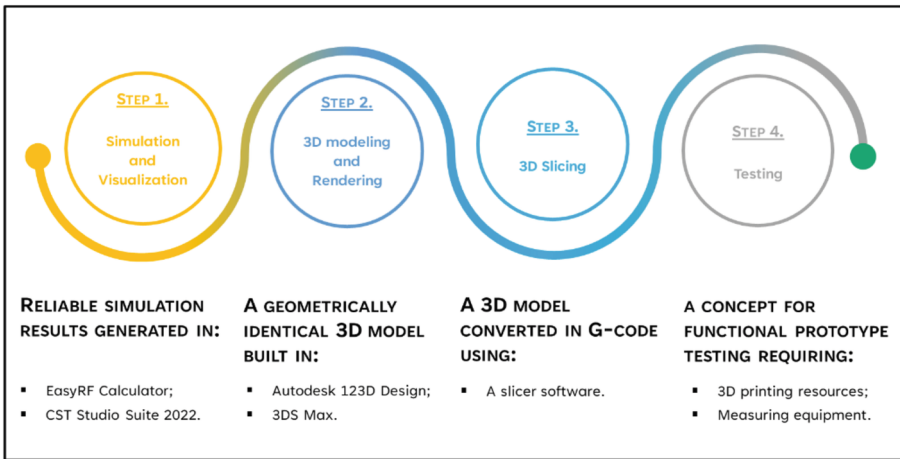 STEP 1.
Simulation
and
Visualization
STEP 2.
3D modeling
and
Rendering
STEP 3.
3D Slicing
STEP 4.
Testing
RELIABLE SIMULATION
RESULTS GENERATED IN:
▪ EasyRF Calculator;
▪ CST Studio Suite 2022.
A GEOMETRICALLY
IDENTICAL 3D MODEL
BUILT IN:
▪ Autodesk 123D Design;
▪ 3DS Max.
A 3D MODEL
CONVERTED IN G-CODE
USING:
▪ A slicer software.
A CONCEPT FOR
FUNCTIONAL PROTOTYPE
TESTING REQUIRING:
▪ 3D printing resources;
▪ Measuring equipment.